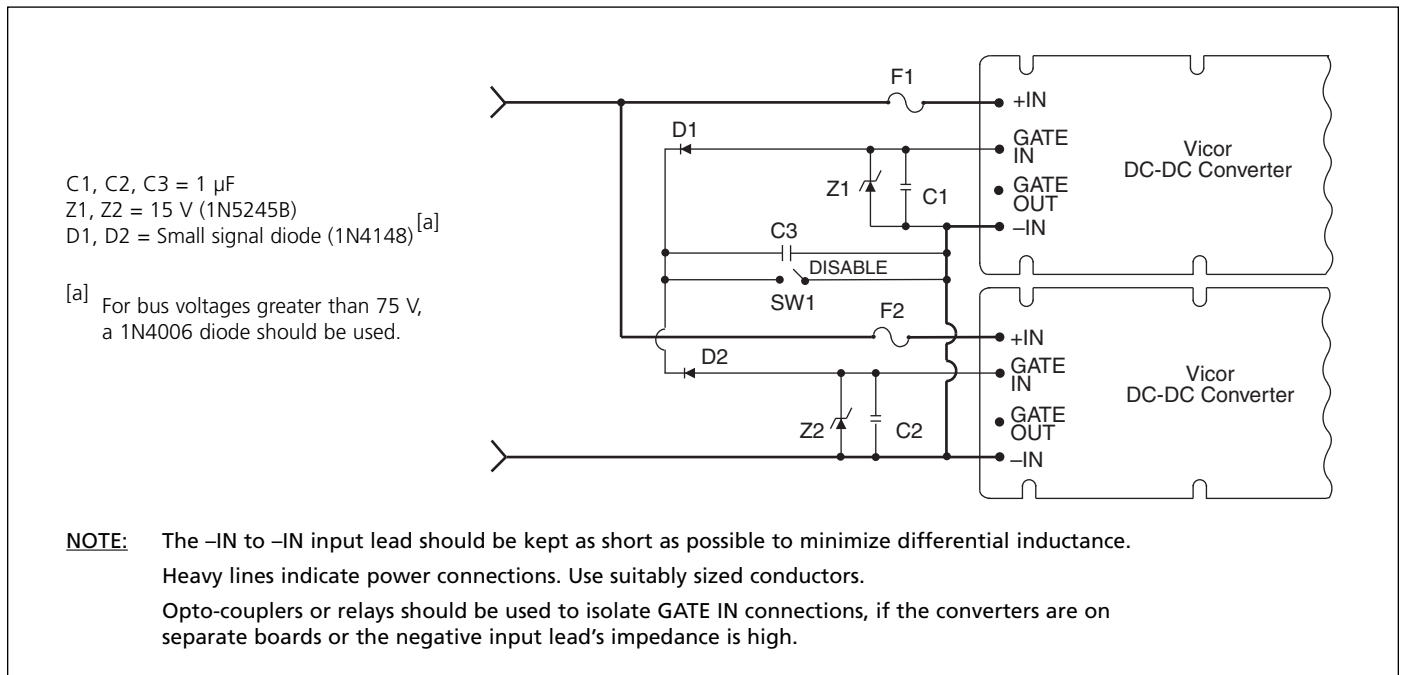 C1, C2, C3 = 1 µF
Z1, Z2 = 15 V (1N5245B)
D1, D2 = Small signal diode (1N4148) [a]
[a] For bus voltages greater than 75 V,
a 1N4006 diode should be used.
F1
+IN
D1
GATE
IN
Vicor
DC-DC Converter
Z1
C1
GATE
OUT
–IN
C3
DISABLE
SW1
F2
+IN
D2
GATE
IN
Vicor
DC-DC Converter
Z2
C2
GATE
OUT
–IN
NOTE: The –IN to –IN input lead should be kept as short as possible to minimize differential inductance.
Heavy lines indicate power connections. Use suitably sized conductors.
Opto-couplers or relays should be used to isolate GATE IN connections, if the converters are on
separate boards or the negative input lead's impedance is high.